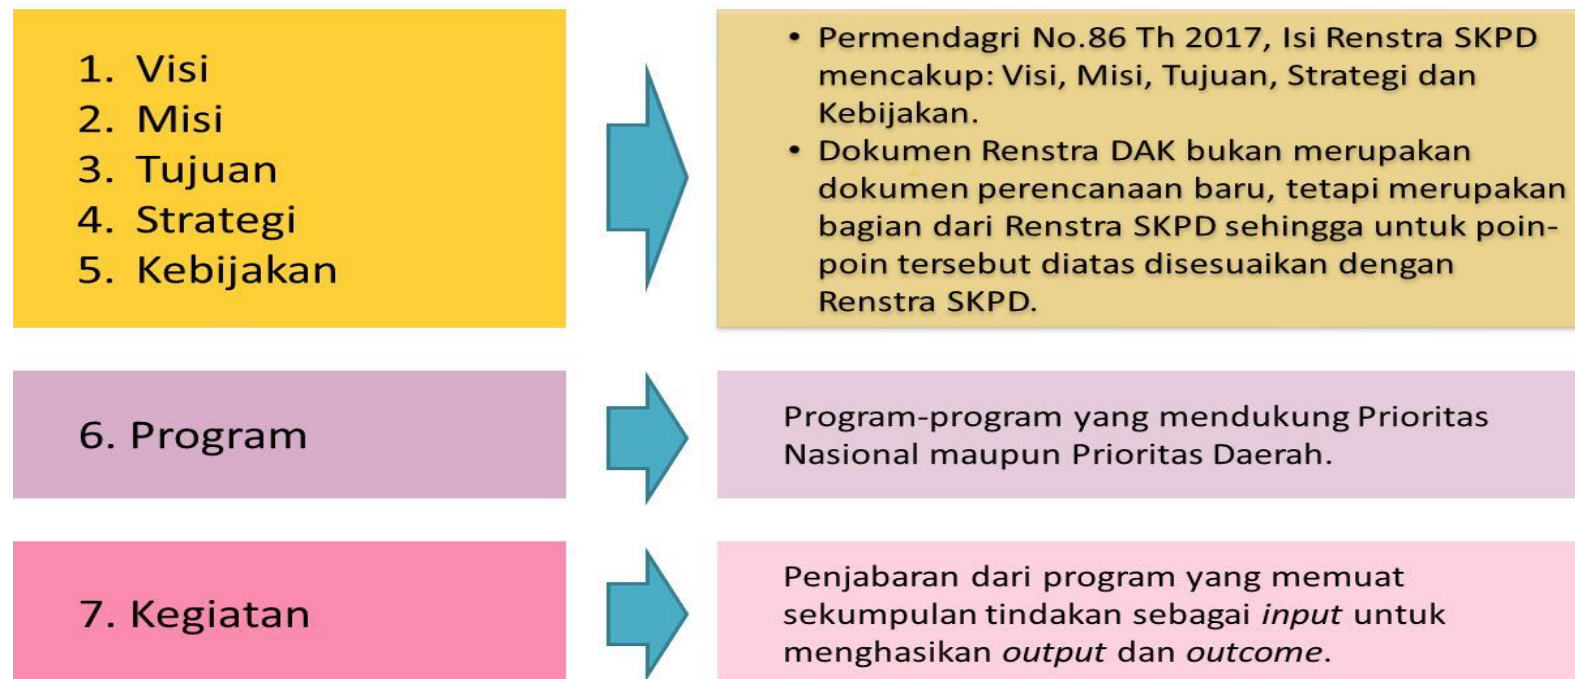 1. Visi
2. Misi
3. Tujuan
4. Strategi
5. Kebijakan
• Permendagri No.86 Th 2017, Isi Renstra SKPD
mencakup: Visi, Misi, Tujuan, Strategi dan
Kebijakan.
• Dokumen Renstra DAK bukan merupakan
dokumen perencanaan baru, tetapi merupakan
bagian dari Renstra SKPD sehingga untuk poin-
poin tersebut diatas disesuaikan dengan
Renstra SKPD.
6. Program
Program-program yang mendukung Prioritas
Nasional maupun Prioritas Daerah.
7. Kegiatan
Penjabaran dari program yang memuat
sekumpulan tindakan sebagai input untuk
menghasikan output dan outcome.